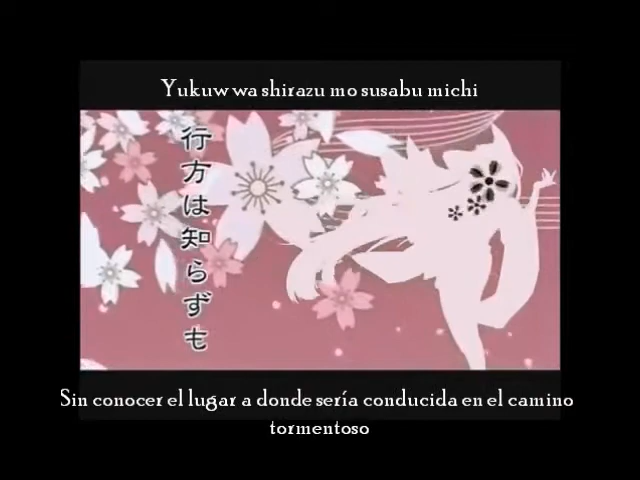 Yukuw wa shirazu mo susabu michi
行方は知らずも
Sin conocer el lugar a donde sería conducida en el camino
tormentoso